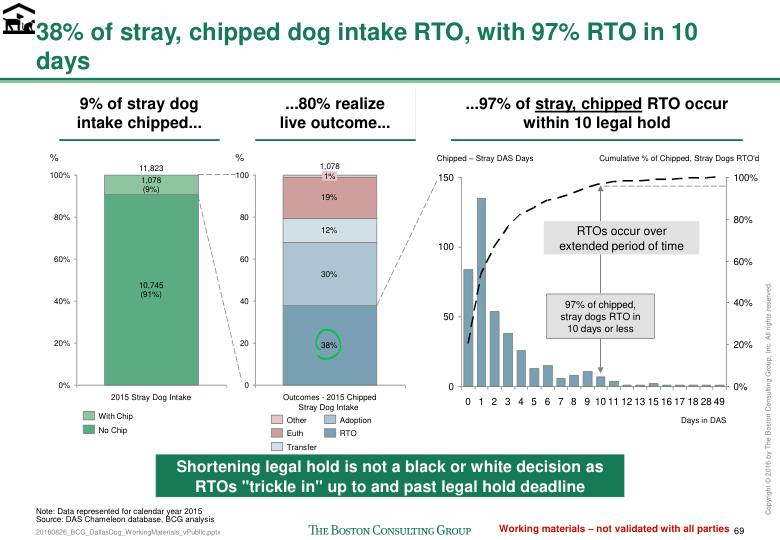 38% of stray, chipped dog intake RTO, with 97% RTO in 10
days
9% of stray dog
intake chipped...
...80% realize
live outcome...
...97% of stray, chipped RTO occur
within 10 legal hold
%
100%
80%
60%
40%
20%
0%
11,823
1,078
(9%)
10,745
(91%)
2015 Stray Dog Intake
With Chip
No Chip
%
100
80
60
40
20
0
1,078
1%
19%
12%
30%
38%
Outcomes - 2015 Chipped
Stray Dog Intake
Other
Adoption
Euth
RTO
Transfer
Chipped – Stray DAS Days
Cumulative % of Chipped, Stray Dogs RTO'd
150
100
50
0
100%
80%
60%
40%
20%
0%
RTOs occur over
extended period of time
97% of chipped,
stray dogs RTO in
10 days or less
0 1 2 3 4 5 6 7 8 9 10 11 12 13 15 16 17 18 28 49
Days in DAS
Shortening legal hold is not a black or white decision as
RTOs "trickle in" up to and past legal hold deadline
Note: Data represented for calendar year 2015
Source: DAS Chameleon database, BCG analysis
20160826_BCG_DallasDog_WorkingMaterials_vPublic.pptx
The Boston Consulting Group
Working materials – not validated with all parties
69
Copyright © 2016 by The Boston Consulting Group, Inc. All rights reserved.